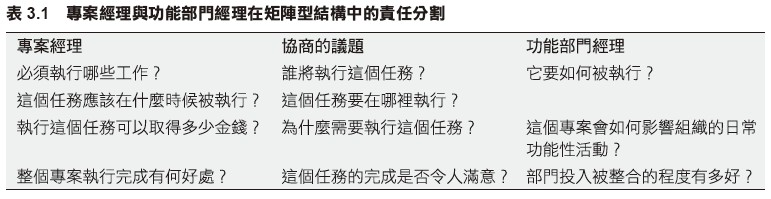 表 3.1 專案經理與功能部門經理在矩陣型結構中的責任分割
專案經理 協商的議題 功能部門經理
必須執行哪些工作？ 誰將執行這個任務？ 它要如何被執行？
這個任務應該在什麼時候被執行？ 這個任務要在哪裡執行？
執行這個任務可以取得多少金錢？ 為什麼需要執行這個任務？ 這個專案會如何影響組織的日常
功能性活動？
整個專案執行完成有何好處？ 這個任務的完成是否令人滿意？ 部門投入被整合的程度有多好？